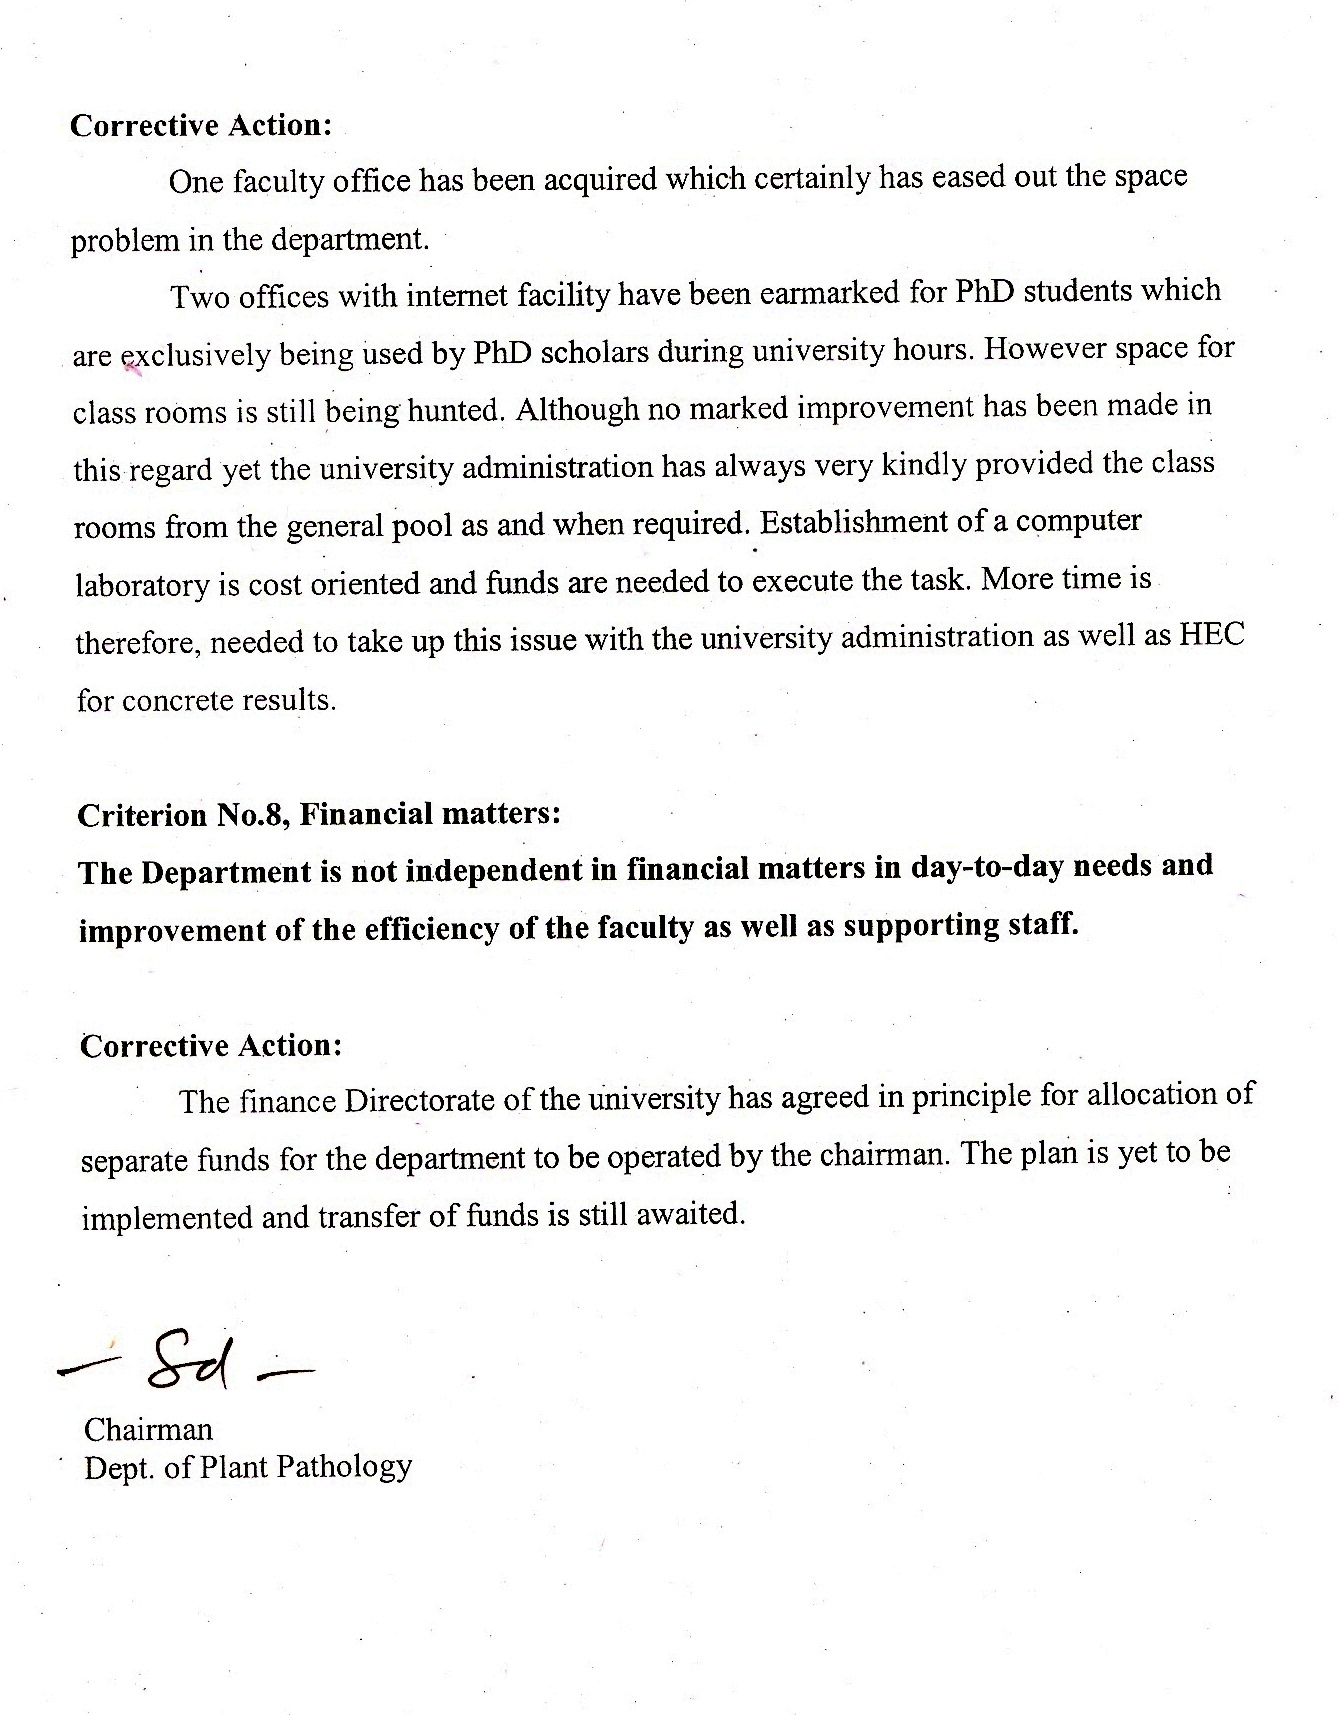 Corrective Action:
One faculty office has been acquired which certainly has eased out the space
problem in the department.
Two offices with internet facility have been earmarked for PhD students which
are exclusively being used by PhD scholars during university hours. However space for
class rooms is still being hunted. Although no marked improvement has been made in
this regard yet the university administration has always very kindly provided the class
rooms from the general pool as and when required. Establishment of a computer
laboratory is cost oriented and funds are needed to execute the task. More time is
therefore, needed to take up this issue with the university administration as well as HEC
for concrete results.
Criterion No.8, Financial matters:
The Department is not independent in financial matters in day-to-day needs and
improvement of the efficiency of the faculty as well as supporting staff.
Corrective Action:
The finance Directorate of the university has agreed in principle for allocation of
separate funds for the department to be operated by the chairman. The plan is yet to be
implemented and transfer of funds is still awaited.
– Sd –
Chairman
Dept. of Plant Pathology